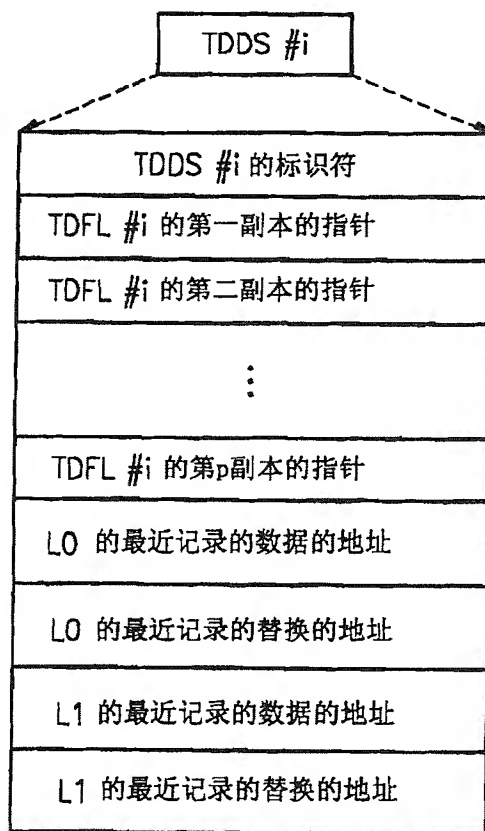 TDDS #i
TDDS #i 的标识符
TDFL #i 的第一副本的指针
TDFL #i 的第二副本的指针
⋮
TDFL #i 的第p副本的指针
L0 的最近记录的数据的地址
L0 的最近记录的替换的地址
L1 的最近记录的数据的地址
L1 的最近记录的替换的地址